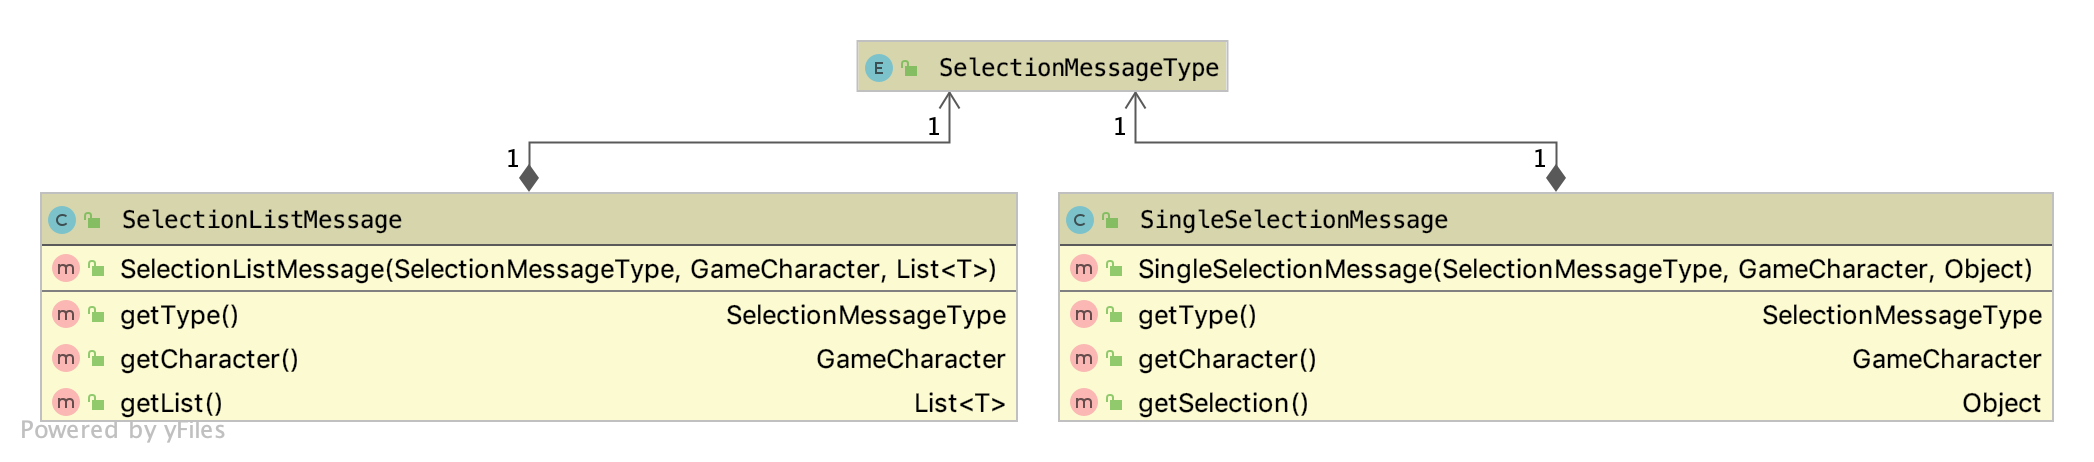 E SelectionMessageType
1 1
1 1
C SelectionListMessage
m SelectionListMessage(SelectionMessageType, GameCharacter, List<T>)
m getType() SelectionMessageType
m getCharacter() GameCharacter
m getList() List<T>
C SingleSelectionMessage
m SingleSelectionMessage(SelectionMessageType, GameCharacter, Object)
m getType() SelectionMessageType
m getCharacter() GameCharacter
m getSelection() Object
Powered by yFiles